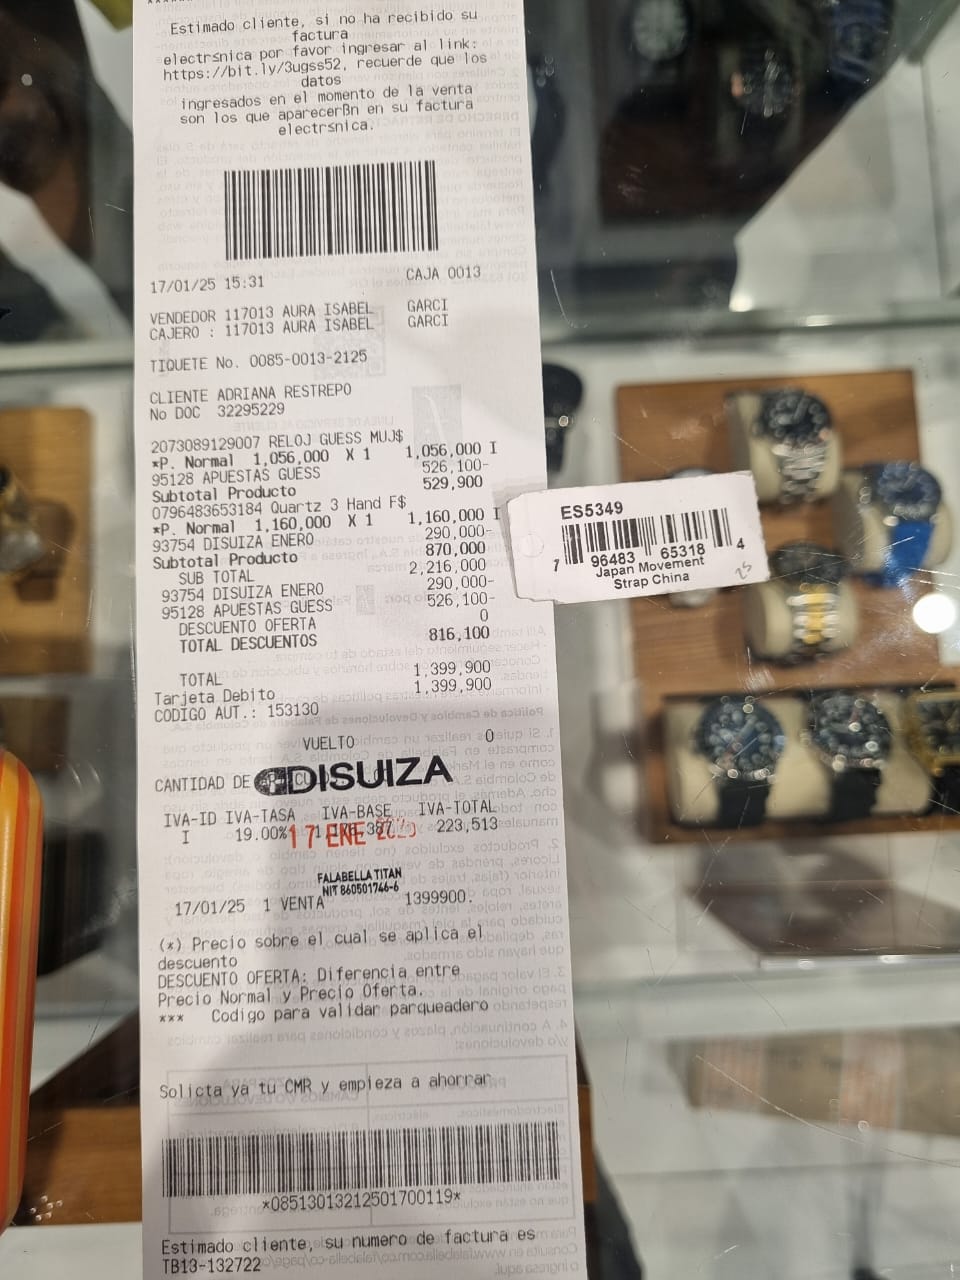 Estimado cliente, si no ha recibido su
factura
electrsnica por favor ingresar al link:
https://bit.ly/3ugss52, recuerde que los
datos
ingresados en el momento de la venta
son los que aparecerßn en su factura
electrsnica.
17/01/25 15:31 CAJA 0013
VENDEDOR 117013 AURA ISABEL GARCI
CAJERO : 117013 AURA ISABEL GARCI
TIQUETE No. 0085-0013-2125
CLIENTE ADRIANA RESTREPO
No DOC 32295229
2073089129007 RELOJ GUESS MUJ$
*P. Normal 1,056,000 X 1 1,056,000 I
95128 APUESTAS GUESS 526,100-
Subtotal Producto 529,900
0796483653184 Quartz 3 Hand F$
*P. Normal 1,160,000 X 1 1,160,000 I
93754 DISUIZA ENERO 290,000-
Subtotal Producto 870,000
SUB TOTAL 2,216,000
93754 DISUIZA ENERO 290,000-
95128 APUESTAS GUESS 526,100-
DESCUENTO OFERTA 0
TOTAL DESCUENTOS 816,100
TOTAL 1,399,900
Tarjeta Debito 1,399,900
CODIGO AUT.: 153130
VUELTO 0
CANTIDAD DE
DISUIZA
IVA-ID IVA-TASA IVA-BASE IVA-TOTAL
I 19.00% 387 223,513
17 ENE
FALABELLA TITAN
NIT 860501746-6
17/01/25 1 VENTA 1399900.
(*) Precio sobre el cual se aplica el
descuento
DESCUENTO OFERTA: Diferencia entre
Precio Normal y Precio Oferta.
*** Codigo para validar parqueadero
Solicta ya tu CMR y empieza a ahorrar
*08513013212501700119*
Estimado cliente, su numero de factura es
TB13-132722
ES5349
7 96483 65318 4
Japan Movement
Strap China